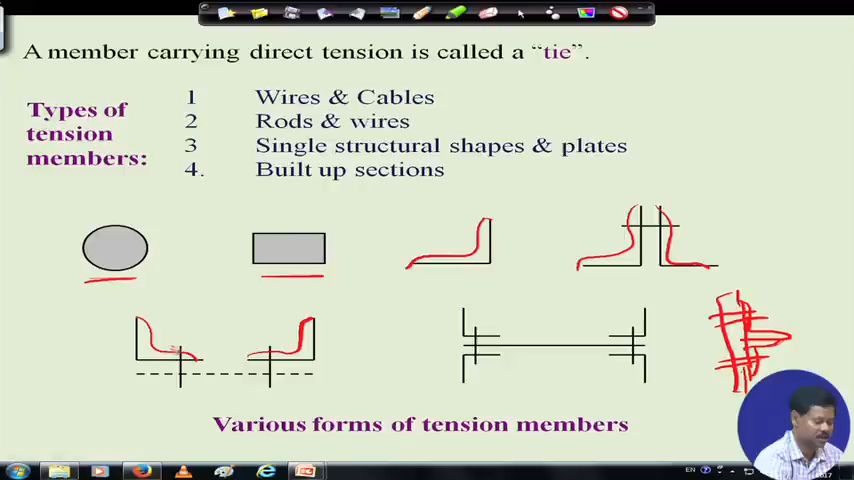 A member carrying direct tension is called a “tie”.
Types of tension members:
1 Wires & Cables
2 Rods & wires
3 Single structural shapes & plates
4. Built up sections
Various forms of tension members
EN